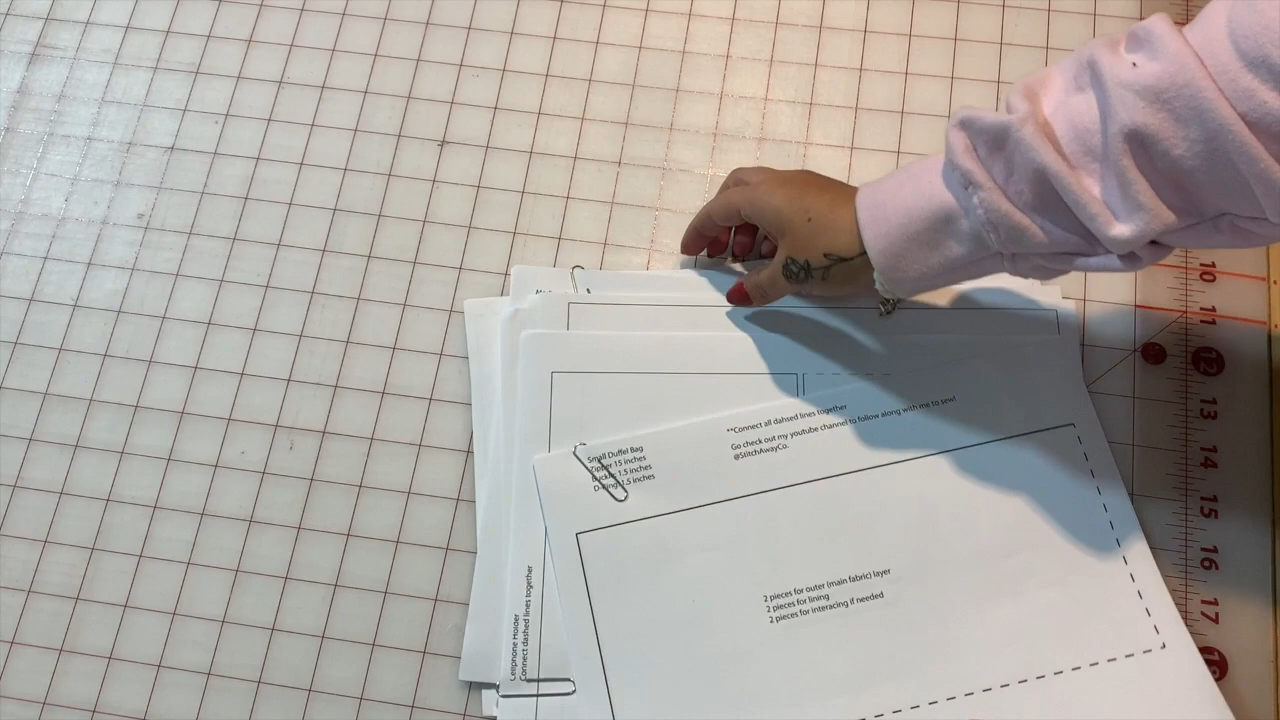 **Connect all dahsed lines together
Go check out my youtube channel to follow along with me to sew!
@StitchAwayCo.
Small Duffel Bag
Zipper 15 inches
Buckle 1.5 inches
D-Ring 1.5 inches
2 pieces for outer (main fabric) layer
2 pieces for lining
2 pieces for interacing if needed
Cellphone Holder
Connect dashed lines together
10
11
12
13
14
15
16
17
18